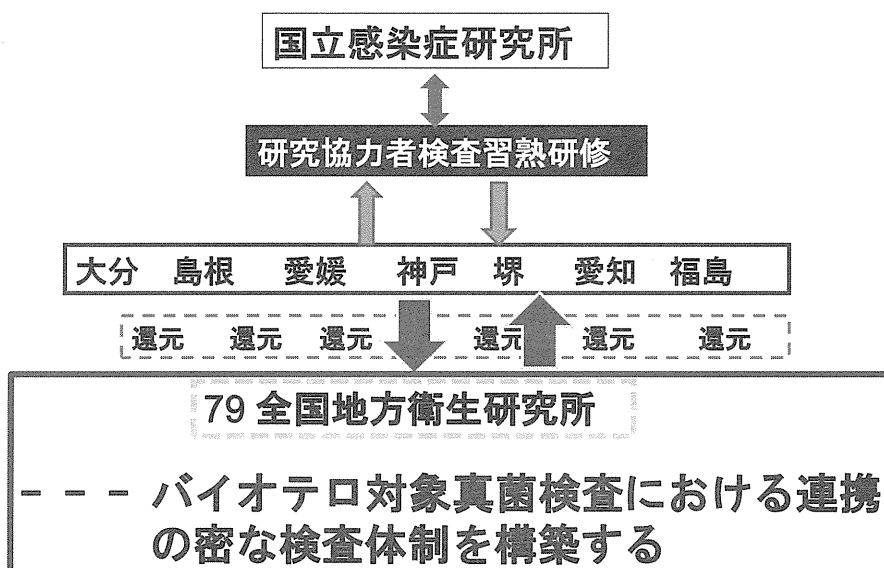 国立感染症研究所
研究協力者検査習熟研修
大分 島根 愛媛 神戸 堺 愛知 福島
還元 還元 還元 還元 還元 還元
79 全国地方衛生研究所
バイオテロ対象真菌検査における連携
の密な検査体制を構築する